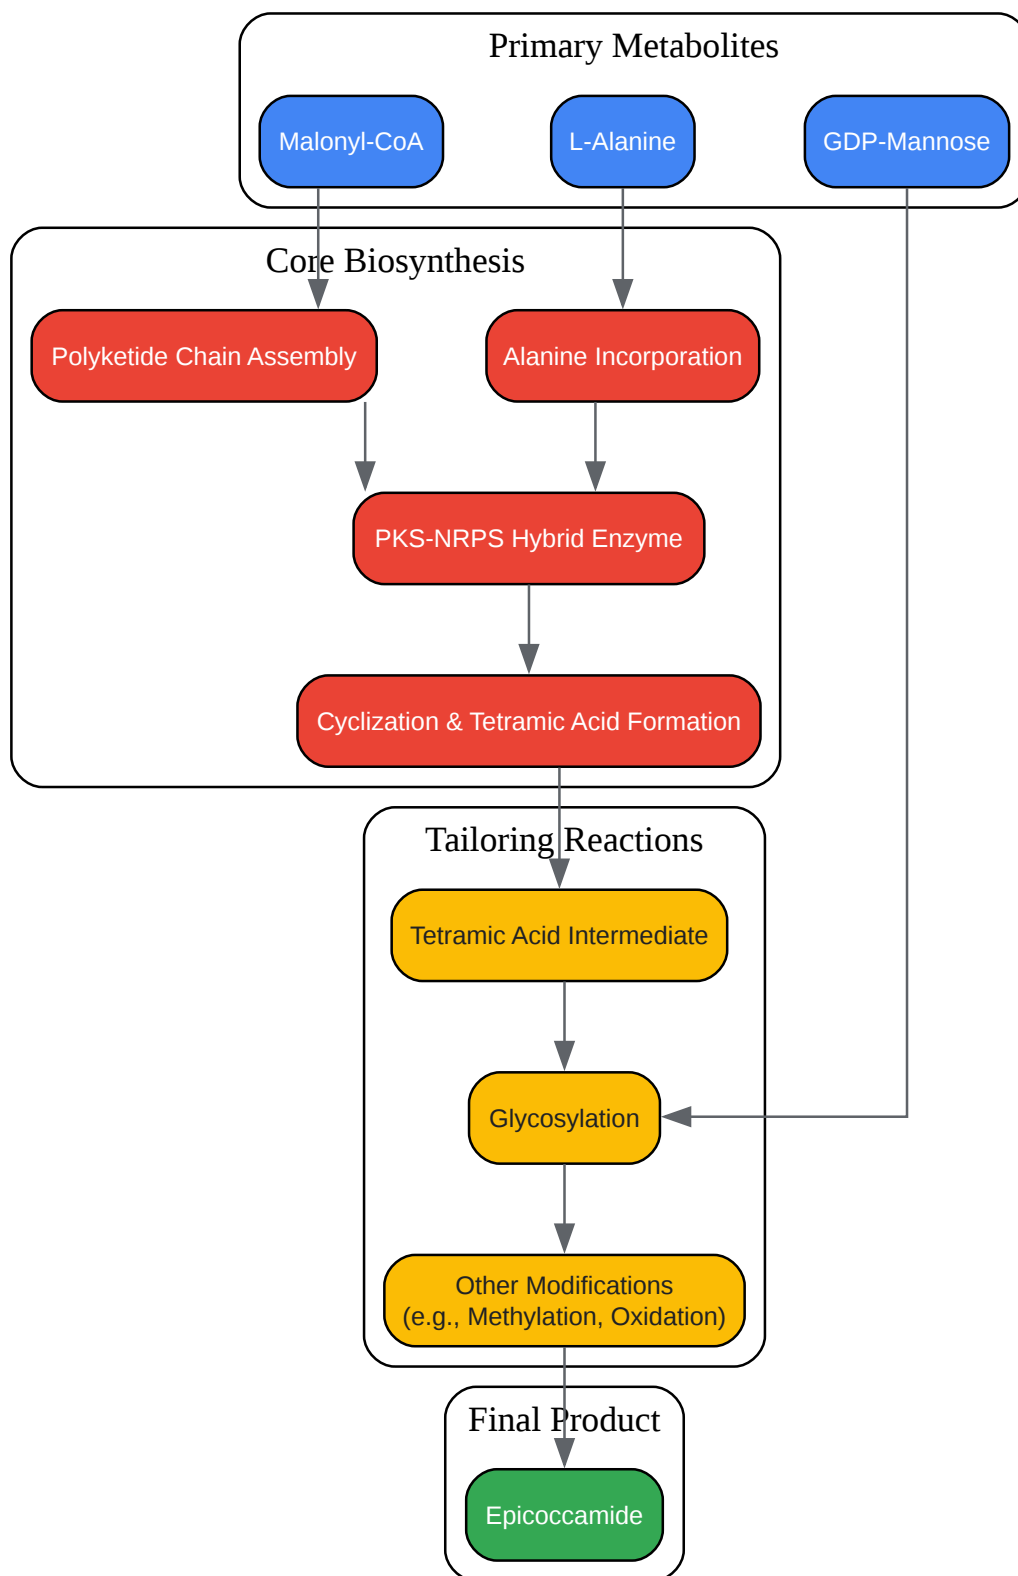 Primary Metabolites
Malonyl-CoA
L-Alanine
GDP-Mannose
Core Biosynthesis
Polyketide Chain Assembly
Alanine Incorporation
PKS-NRPS Hybrid Enzyme
Cyclization & Tetramic Acid Formation
Tailoring Reactions
Tetramic Acid Intermediate
Glycosylation
Other Modifications
(e.g., Methylation, Oxidation)
Final Product
Epicoccamide